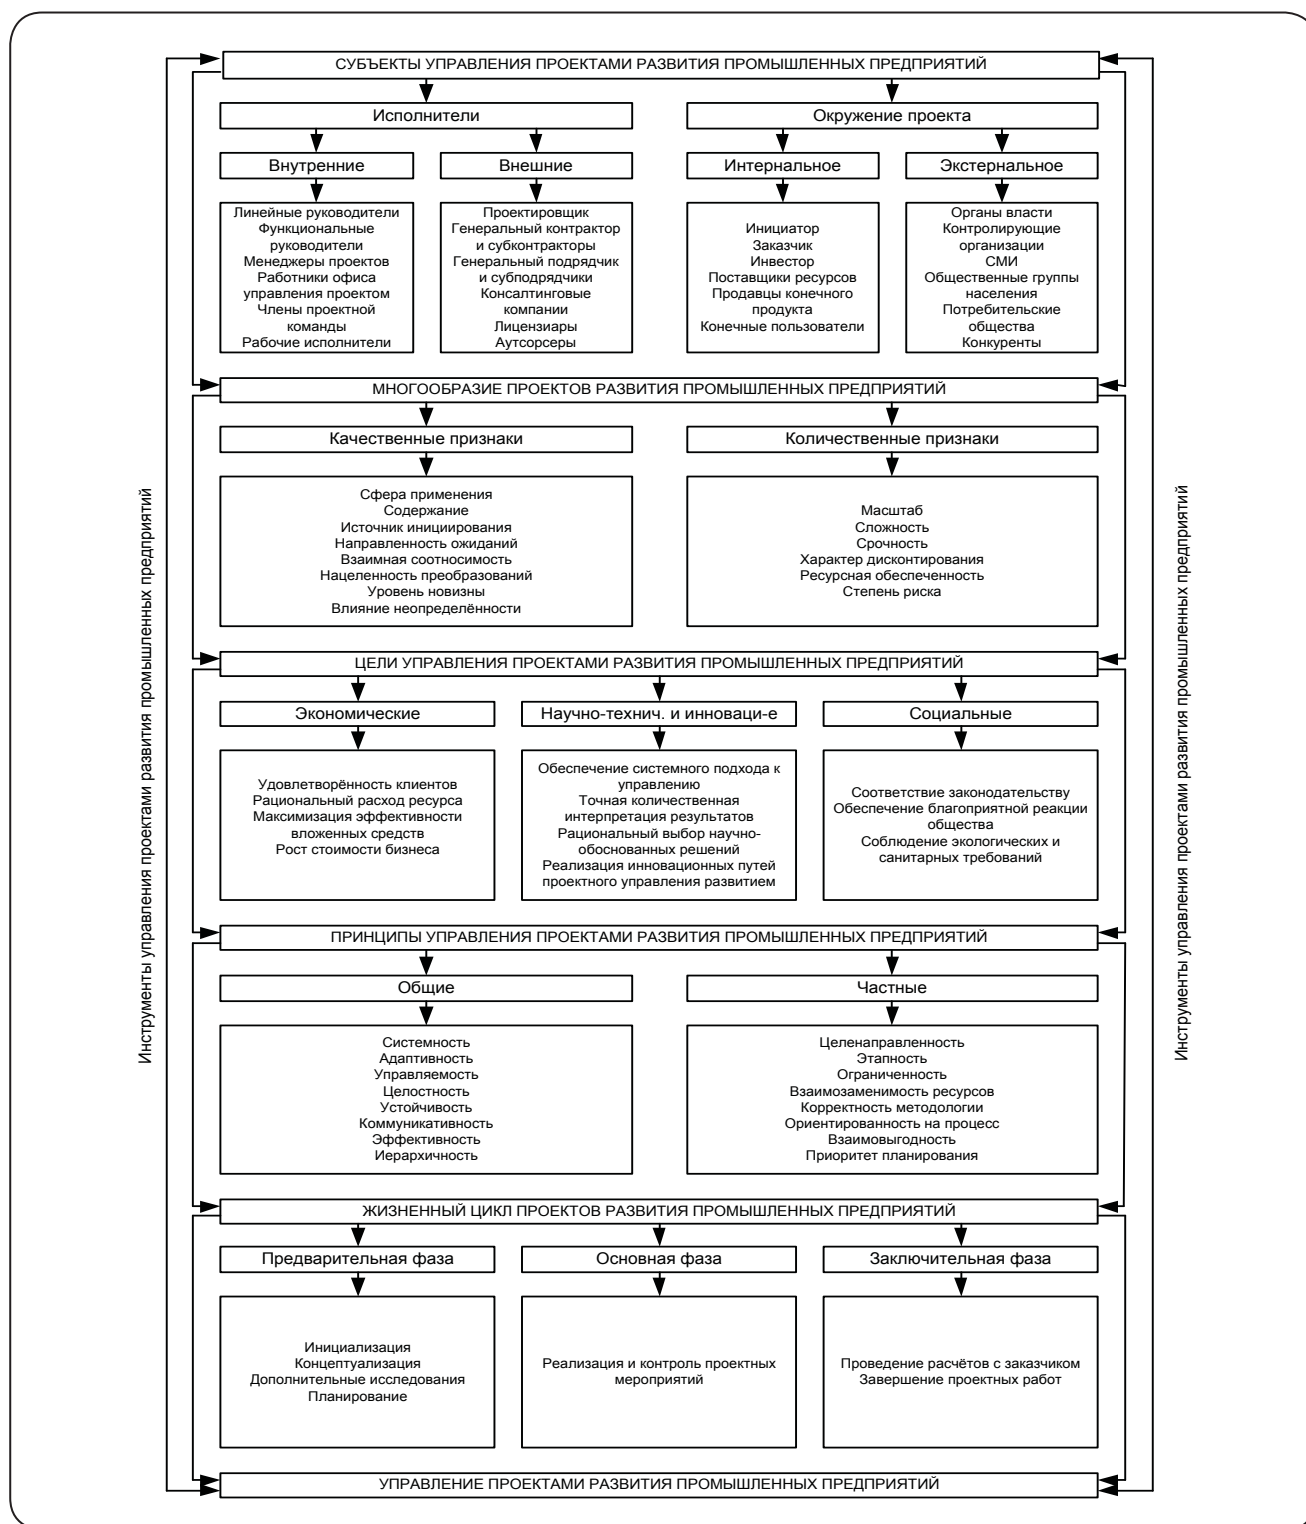 СУБЪЕКТЫ УПРАВЛЕНИЯ ПРОЕКТАМИ РАЗВИТИЯ ПРОМЫШЛЕННЫХ ПРЕДПРИЯТИЙ
Исполнители
Окружение проекта
Внутренние
Внешние
Интернальное
Экстернальное
Линейные руководители
Функциональные
руководители
Менеджеры проектов
Работники офиса
управления проектом
Члены проектной
команды
Рабочие исполнители
Проектировщик
Генеральный контрактор
и субконтракторы
Генеральный подрядчик
и субподрядчики
Консалтинговые
компании
Лицензиары
Аутсорсеры
Инициатор
Заказчик
Инвестор
Поставщики ресурсов
Продавцы конечного
продукта
Конечные пользователи
Органы власти
Контролирующие
организации
СМИ
Общественные группы
населения
Потребительские
общества
Конкуренты
МНОГООБРАЗИЕ ПРОЕКТОВ РАЗВИТИЯ ПРОМЫШЛЕННЫХ ПРЕДПРИЯТИЙ
Качественные признаки
Количественные признаки
Сфера применения
Содержание
Источник инициирования
Направленность ожиданий
Взаимная соотносимость
Нацеленность преобразований
Уровень новизны
Влияние неопределённости
Масштаб
Сложность
Срочность
Характер дисконтирования
Ресурсная обеспеченность
Степень риска
ЦЕЛИ УПРАВЛЕНИЯ ПРОЕКТАМИ РАЗВИТИЯ ПРОМЫШЛЕННЫХ ПРЕДПРИЯТИЙ
Экономические
Научно-технич. и инноваци-е
Социальные
Удовлетворённость клиентов
Рациональный расход ресурса
Максимизация эффективности
вложенных средств
Рост стоимости бизнеса
Обеспечение системного подхода к
управлению
Точная количественная
интерпретация результатов
Рациональный выбор научно-
обоснованных решений
Реализация инновационных путей
проектного управления развитием
Соответствие законодательству
Обеспечение благоприятной реакции
общества
Соблюдение экологических и
санитарных требований
ПРИНЦИПЫ УПРАВЛЕНИЯ ПРОЕКТАМИ РАЗВИТИЯ ПРОМЫШЛЕННЫХ ПРЕДПРИЯТИЙ
Общие
Частные
Системность
Адаптивность
Управляемость
Целостность
Устойчивость
Коммуникативность
Эффективность
Иерархичность
Целенаправленность
Этапность
Ограниченность
Взаимозаменимость ресурсов
Корректность методологии
Ориентированность на процесс
Взаимовыгодность
Приоритет планирования
ЖИЗНЕННЫЙ ЦИКЛ ПРОЕКТОВ РАЗВИТИЯ ПРОМЫШЛЕННЫХ ПРЕДПРИЯТИЙ
Предварительная фаза
Основная фаза
Заключительная фаза
Инициализация
Концептуализация
Дополнительные исследования
Планирование
Реализация и контроль проектных
мероприятий
Проведение расчётов с заказчиком
Завершение проектных работ
УПРАВЛЕНИЕ ПРОЕКТАМИ РАЗВИТИЯ ПРОМЫШЛЕННЫХ ПРЕДПРИЯТИЙ
Инструменты управления проектами развития промышленных предприятий
Инструменты управления проектами развития промышленных предприятий